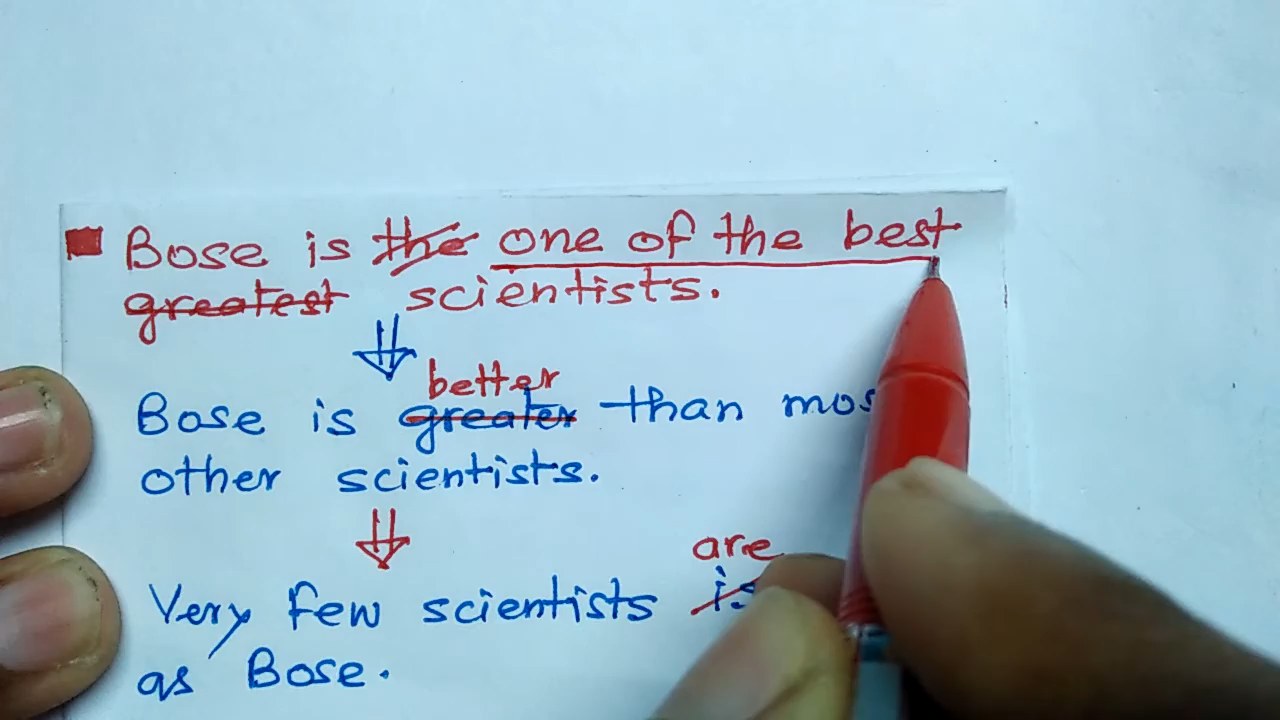 Bose is the one of the best
greatest scientists.
better
Bose is greater than mos
other scientists.
are
Very few scientists is
as Bose.